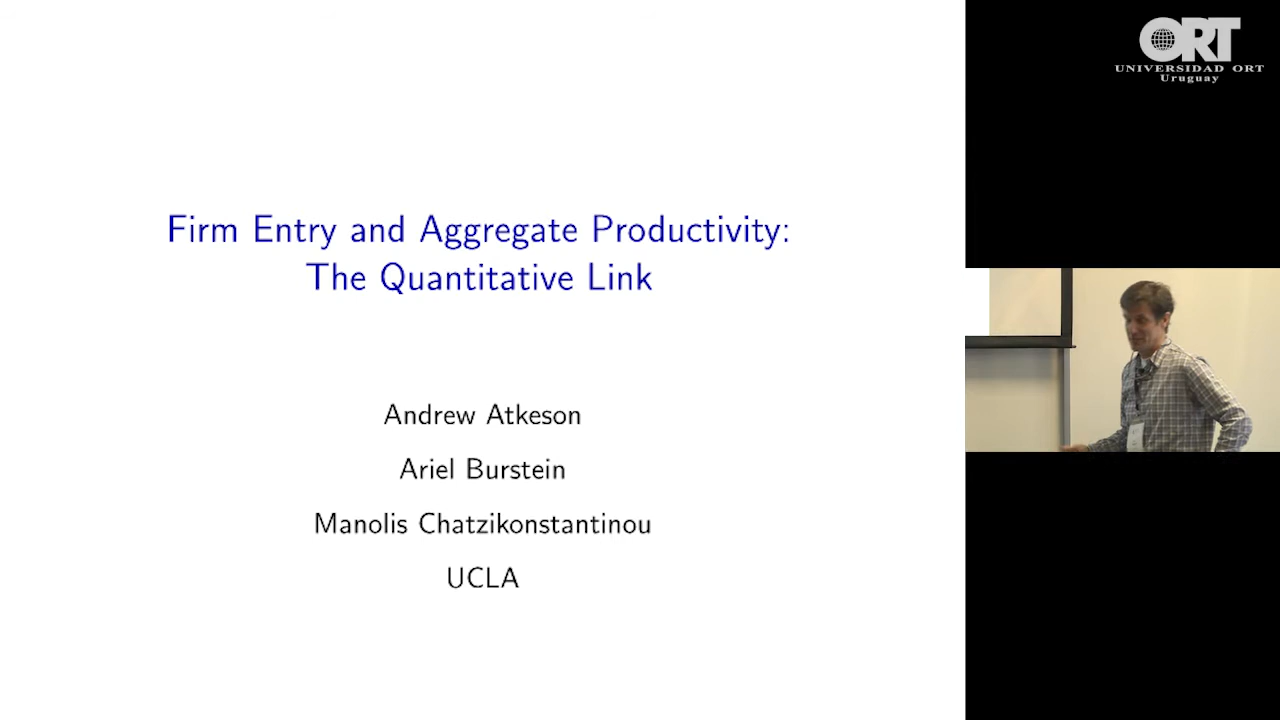 Firm Entry and Aggregate Productivity:
The Quantitative Link
Andrew Atkeson
Ariel Burstein
Manolis Chatzikonstantinou
UCLA
ORT
UNIVERSIDAD ORT
Uruguay